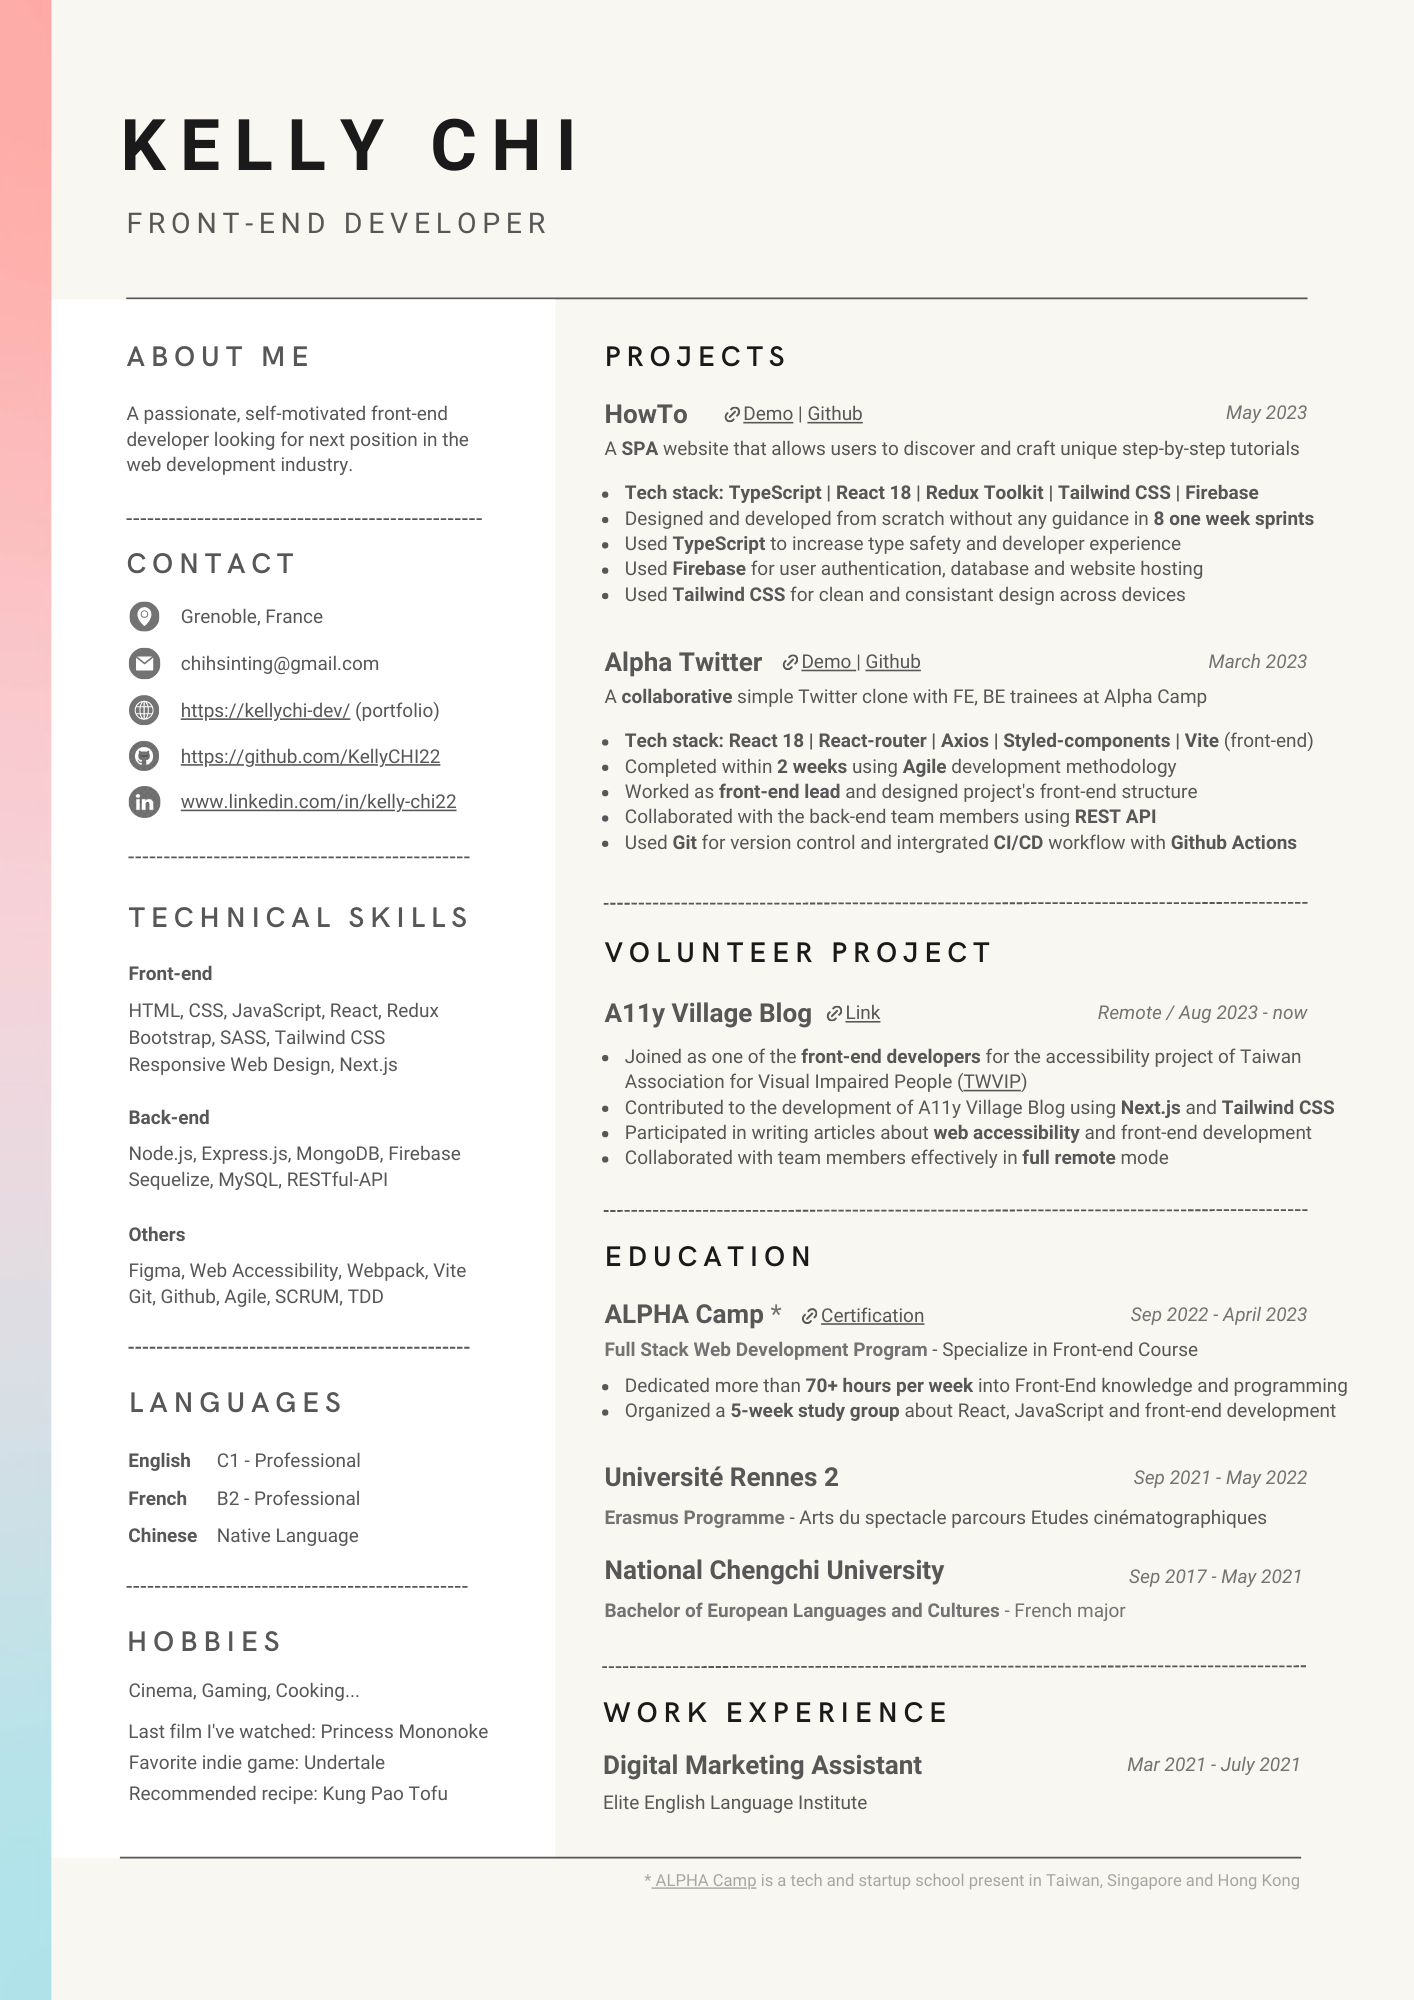 KELLY CHI
FRONT-END DEVELOPER
ABOUT ME
A passionate, self-motivated front-end
developer looking for next position in the
web development industry.
CONTACT
Grenoble, France
chihsinting@gmail.com
https://kellychi-dev/ (portfolio)
https://github.com/KellyCHI22
www.linkedin.com/in/kelly-chi22
TECHNICAL SKILLS
Front-end
HTML, CSS, JavaScript, React, Redux
Bootstrap, SASS, Tailwind CSS
Responsive Web Design, Next.js
Back-end
Node.js, Express.js, MongoDB, Firebase
Sequelize, MySQL, RESTful-API
Others
Figma, Web Accessibility, Webpack, Vite
Git, Github, Agile, SCRUM, TDD
LANGUAGES
English C1 - Professional
French B2 - Professional
Chinese Native Language
HOBBIES
Cinema, Gaming, Cooking...
Last film I've watched: Princess Mononoke
Favorite indie game: Undertale
Recommended recipe: Kung Pao Tofu
PROJECTS
HowTo Demo | Github May 2023
A SPA website that allows users to discover and craft unique step-by-step tutorials
• Tech stack: TypeScript | React 18 | Redux Toolkit | Tailwind CSS | Firebase
• Designed and developed from scratch without any guidance in 8 one week sprints
• Used TypeScript to increase type safety and developer experience
• Used Firebase for user authentication, database and website hosting
• Used Tailwind CSS for clean and consistant design across devices
Alpha Twitter Demo | Github March 2023
A collaborative simple Twitter clone with FE, BE trainees at Alpha Camp
• Tech stack: React 18 | React-router | Axios | Styled-components | Vite (front-end)
• Completed within 2 weeks using Agile development methodology
• Worked as front-end lead and designed project's front-end structure
• Collaborated with the back-end team members using REST API
• Used Git for version control and intergrated CI/CD workflow with Github Actions
VOLUNTEER PROJECT
A11y Village Blog Link Remote / Aug 2023 - now
• Joined as one of the front-end developers for the accessibility project of Taiwan
Association for Visual Impaired People (TWVIP)
• Contributed to the development of A11y Village Blog using Next.js and Tailwind CSS
• Participated in writing articles about web accessibility and front-end development
• Collaborated with team members effectively in full remote mode
EDUCATION
ALPHA Camp * Certification Sep 2022 - April 2023
Full Stack Web Development Program - Specialize in Front-end Course
• Dedicated more than 70+ hours per week into Front-End knowledge and programming
• Organized a 5-week study group about React, JavaScript and front-end development
Université Rennes 2 Sep 2021 - May 2022
Erasmus Programme - Arts du spectacle parcours Etudes cinématographiques
National Chengchi University Sep 2017 - May 2021
Bachelor of European Languages and Cultures - French major
WORK EXPERIENCE
Digital Marketing Assistant Mar 2021 - July 2021
Elite English Language Institute
* ALPHA Camp is a tech and startup school present in Taiwan, Singapore and Hong Kong